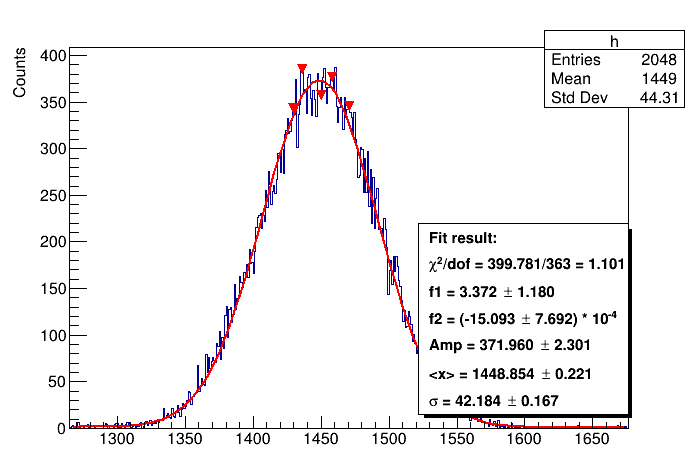 h
Entries 2048
Mean 1449
Std Dev 44.31
Counts
400
350
300
250
200
150
100
50
0
Fit result:
χ²/dof = 399.781/363 = 1.101
f1 = 3.372 ± 1.180
f2 = (-15.093 ± 7.692) * 10⁻⁴
Amp = 371.960 ± 2.301
<x> = 1448.854 ± 0.221
σ = 42.184 ± 0.167
1300 1350 1400 1450 1500 1550 1600 1650